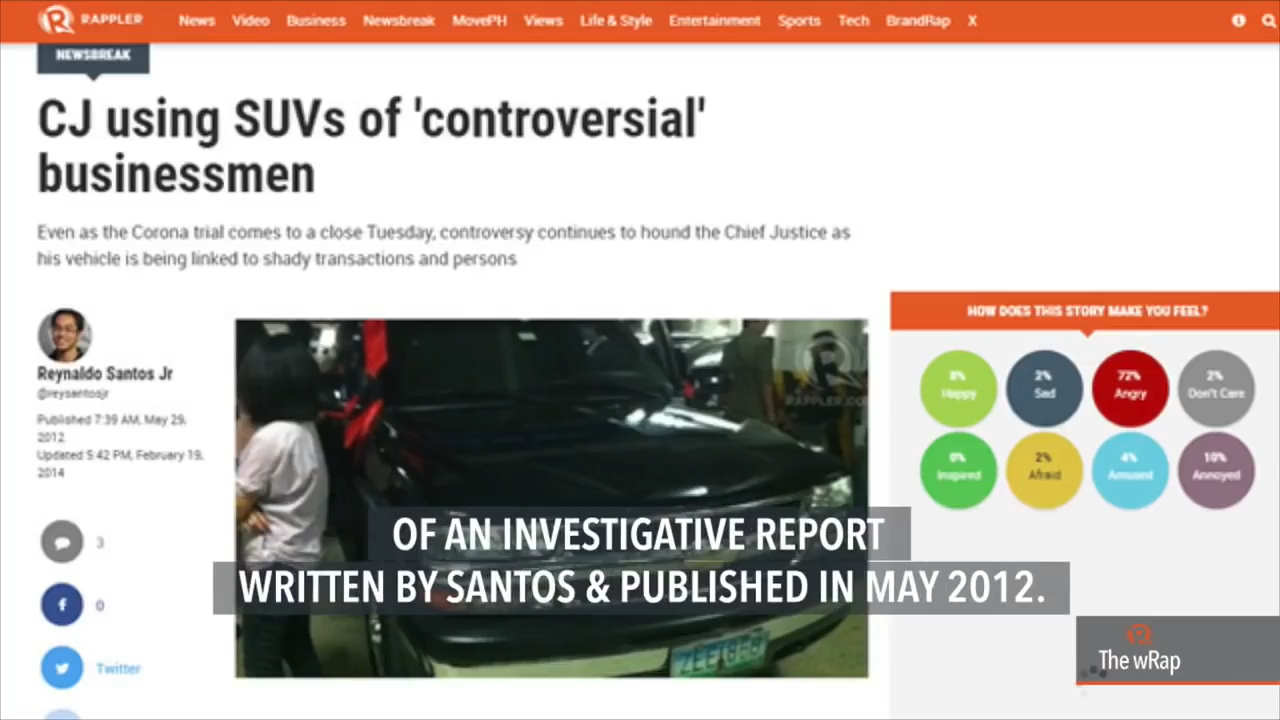 RAPPLER
News Video Business Newsbreak MovePH Views Life & Style Entertainment Sports Tech BrandRap X
NEWSBREAK
CJ using SUVs of 'controversial'
businessmen
Even as the Corona trial comes to a close Tuesday, controversy continues to hound the Chief Justice as
his vehicle is being linked to shady transactions and persons
Reynaldo Santos Jr
@reysantosjr
Published 7:39 AM, May 29,
2012
Updated 5:42 PM, February 19,
2014
3
0
Twitter
RAPPLER.CO
HOW DOES THIS STORY MAKE YOU FEEL?
8% 2% 72% 2%
Happy Sad Angry Don't Care
0% 2% 4% 10%
Inspired Afraid Amused Annoyed
OF AN INVESTIGATIVE REPORT
WRITTEN BY SANTOS & PUBLISHED IN MAY 2012.
The wRap